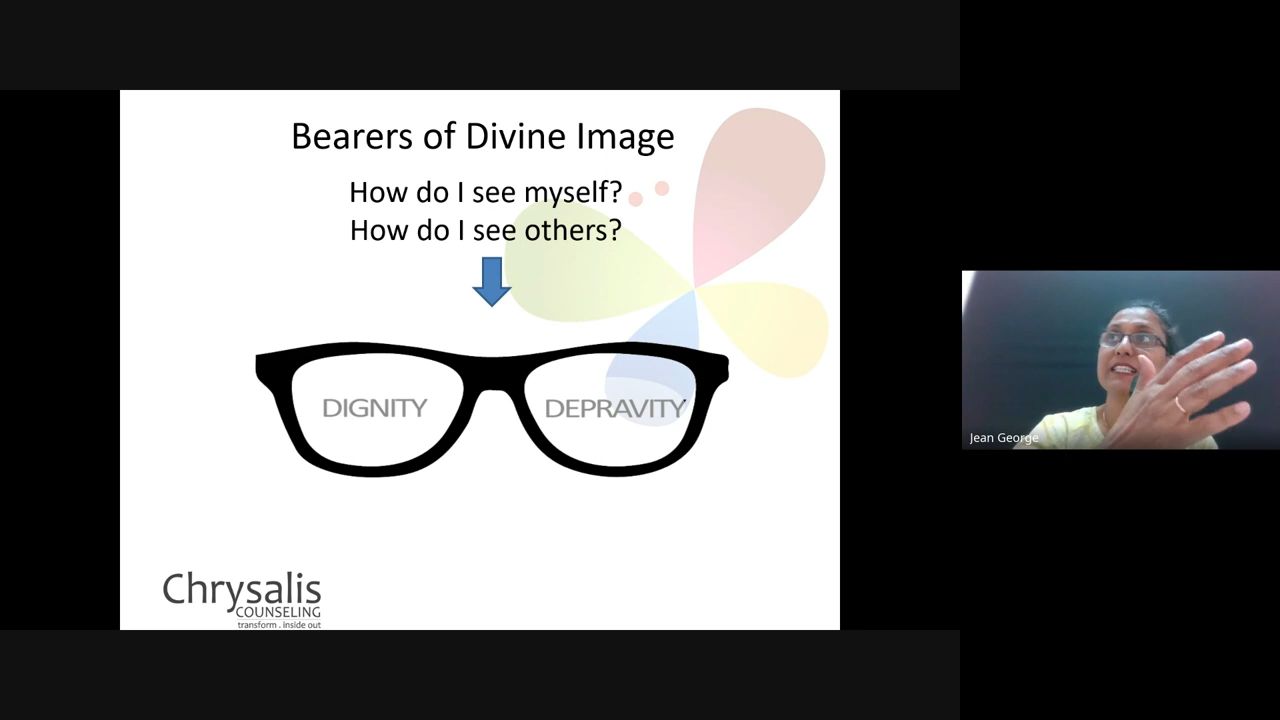 Bearers of Divine Image
How do I see myself?
How do I see others?
DIGNITY
DEPRAVITY
Chrysalis
COUNSELING
transform . inside out
Jean George